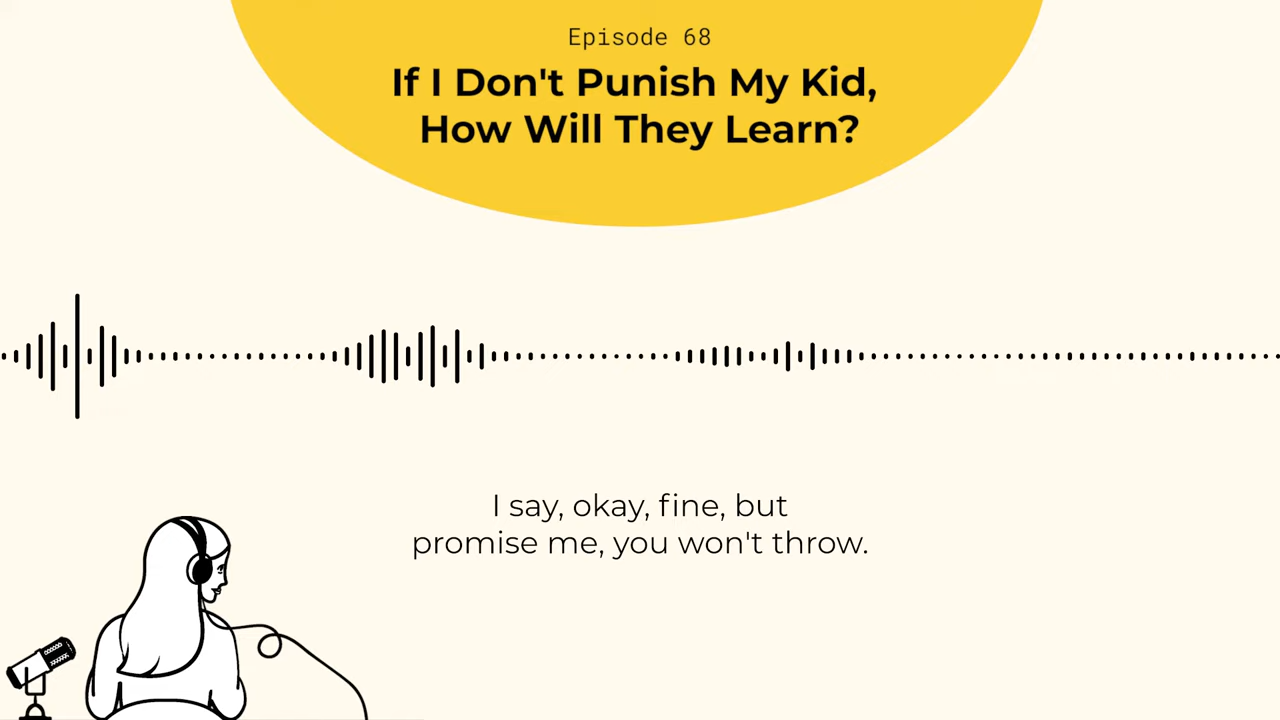 Episode 68
If I Don't Punish My Kid,
How Will They Learn?
I say, okay, fine, but
promise me, you won't throw.